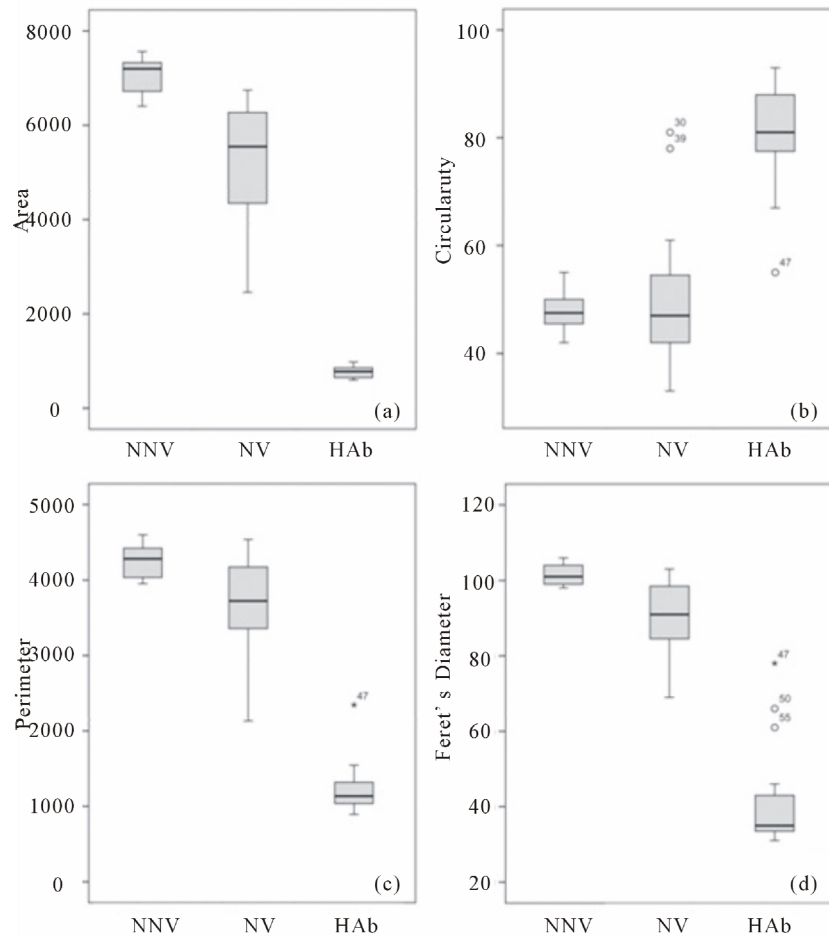 8000
6000
4000
2000
0
Area
(a)
NNV NV HAb
100
80
60
40
Circularuty
30
39
47
(b)
NNV NV HAb
5000
4000
3000
2000
1000
0
Perimeter
47
(c)
NNV NV HAb
120
100
80
60
40
20
Feret' s Diameter
47
50
55
(d)
NNV NV HAb